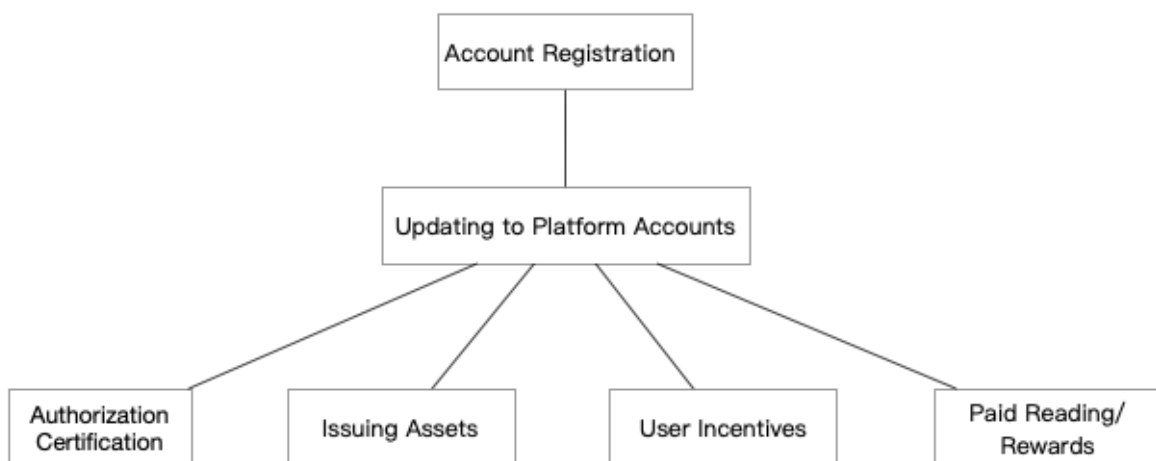 Account Registration
Updating to Platform Accounts
Authorization
Certification
Issuing Assets
User Incentives
Paid Reading/
Rewards